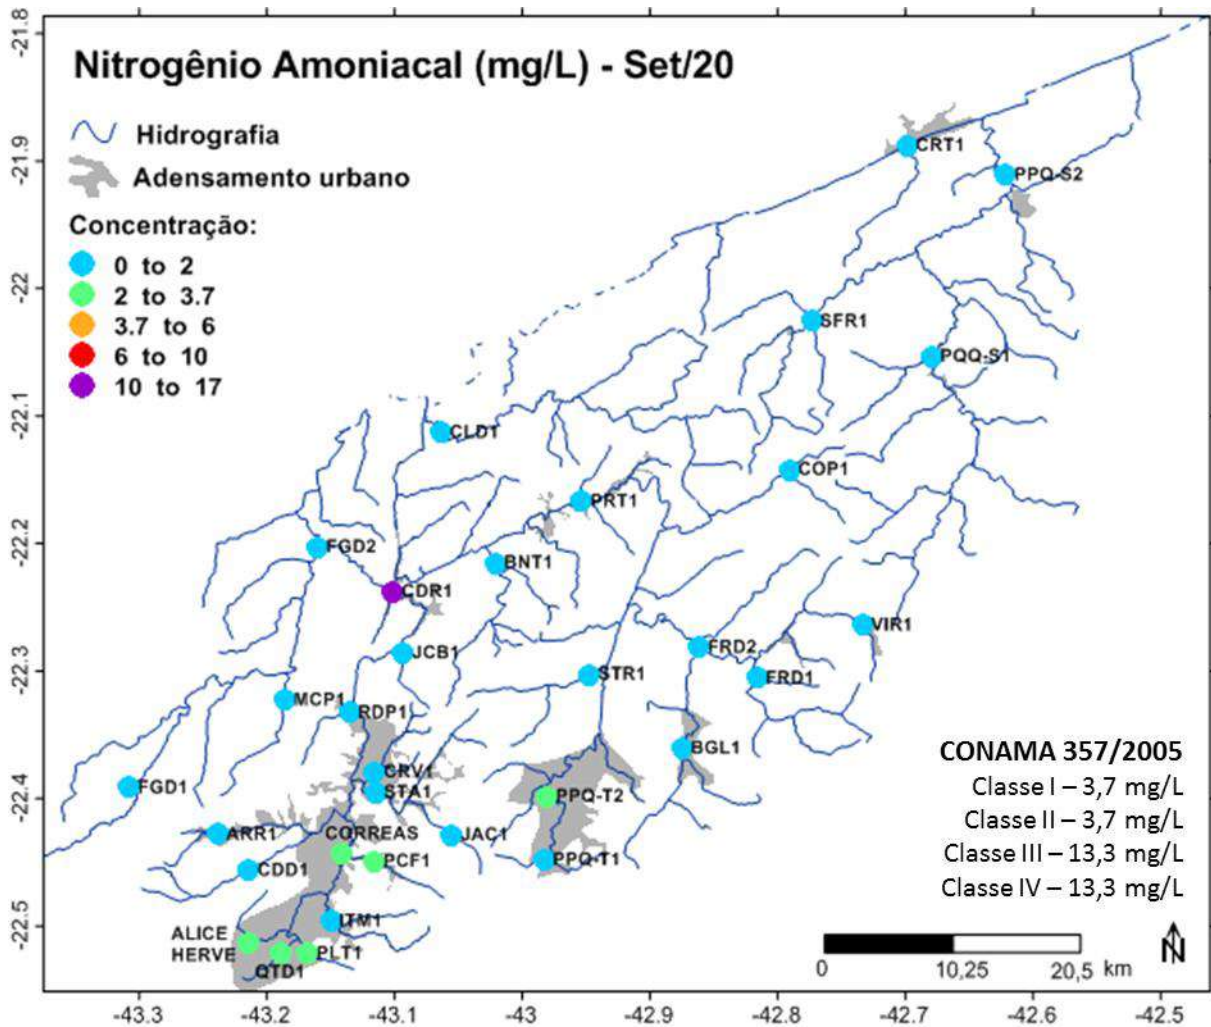 Nitrogênio Amoniacal (mg/L) - Set/20
Hidrografia
Adensamento urbano
Concentração:
0 to 2
2 to 3.7
3.7 to 6
6 to 10
10 to 17
CRT1
PPQ-S2
SFR1
PQQ-S1
CLD1
COP1
PRT1
FGD2
BNT1
CDR1
VIR1
JCB1
FRD2
STR1
FRD1
MCP1
RDP1
BGL1
CRV1
FGD1
STA1
PPQ-T2
ARR1
CORREAS
JAC1
PCF1
PPQ-T1
CDD1
ITM1
ALICE
HERVE
PLT1
QTD1
CONAMA 357/2005
Classe I – 3,7 mg/L
Classe II – 3,7 mg/L
Classe III – 13,3 mg/L
Classe IV – 13,3 mg/L
N
0 10,25 20,5 km
-21.8
-21.9
-22
-22.1
-22.2
-22.3
-22.4
-22.5
-43.3 -43.2 -43.1 -43 -42.9 -42.8 -42.7 -42.6 -42.5